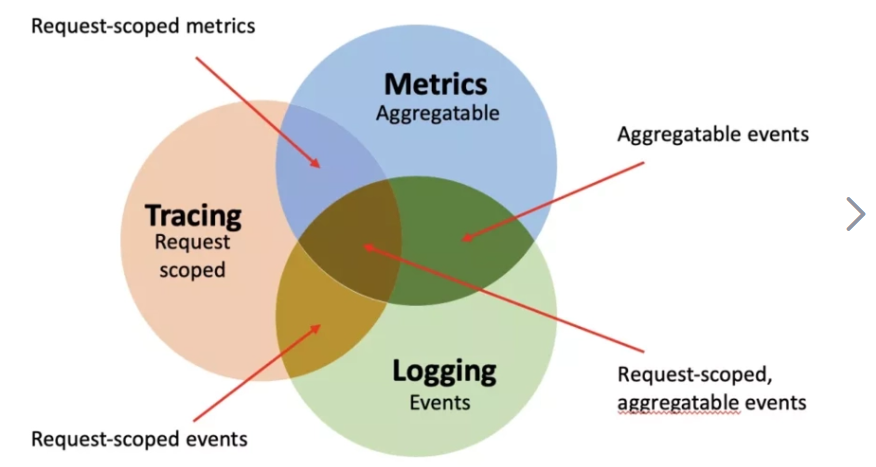 Request-scoped metrics
Metrics
Aggregatable
Aggregatable events
Tracing
Request
scoped
Logging
Events
Request-scoped,
aggregatable events
Request-scoped events